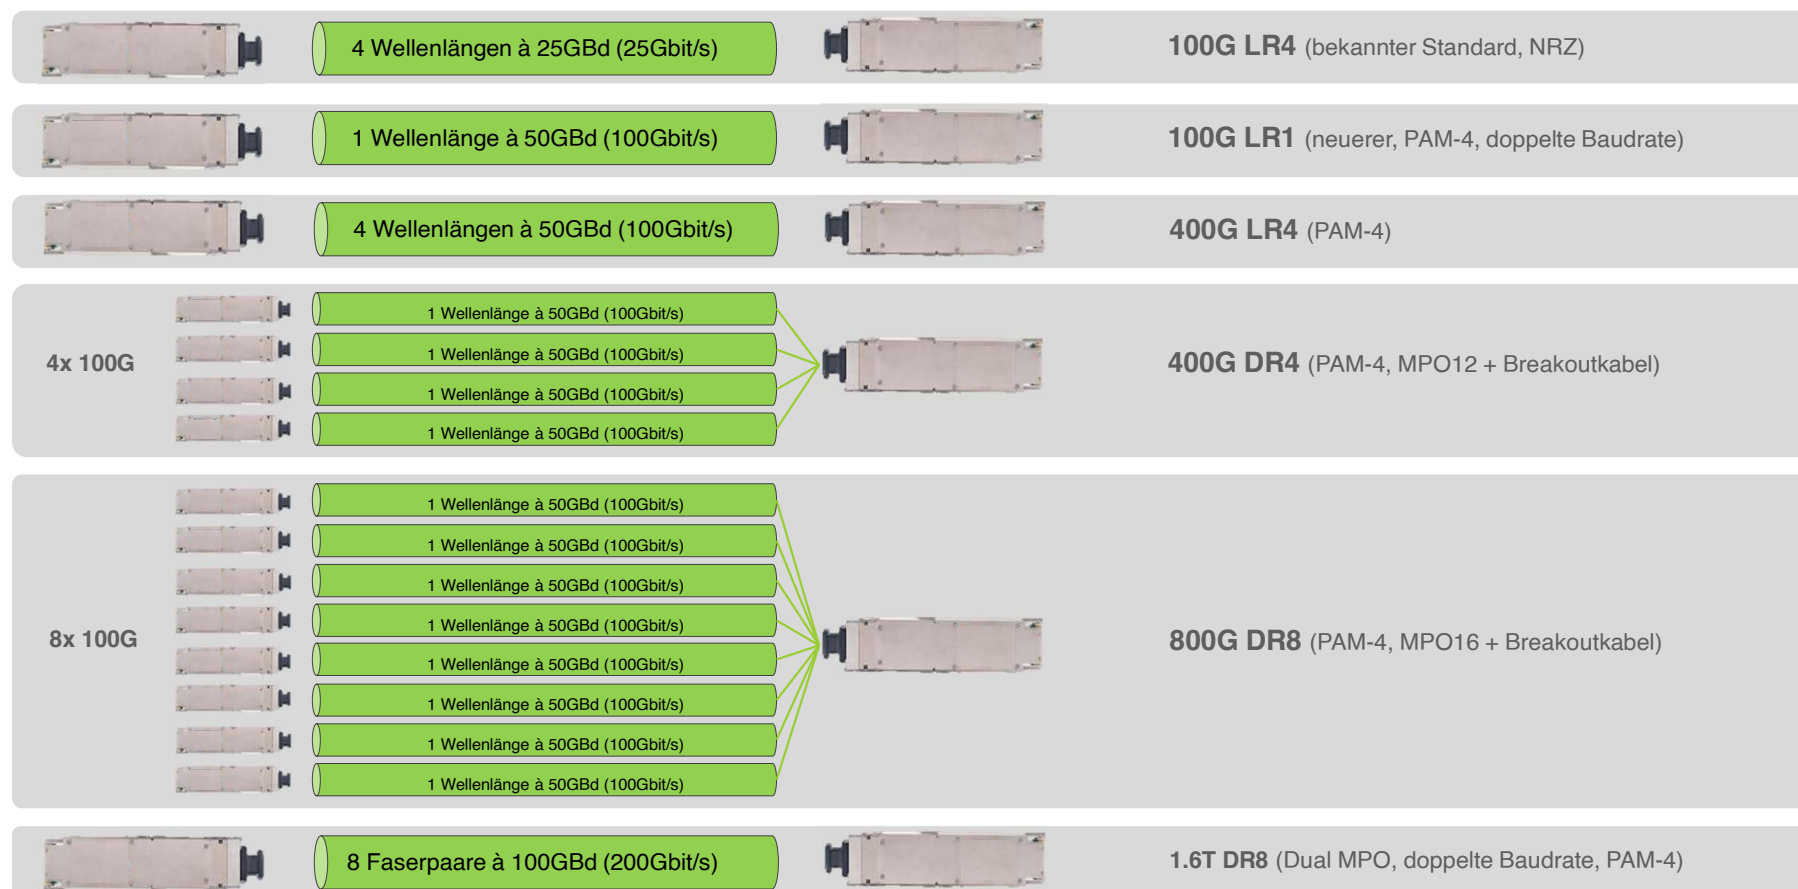 4 Wellenlängen à 25GBd (25Gbit/s)
100G LR4 (bekannter Standard, NRZ)
1 Wellenlänge à 50GBd (100Gbit/s)
100G LR1 (neuerer, PAM-4, doppelte Baudrate)
4 Wellenlängen à 50GBd (100Gbit/s)
400G LR4 (PAM-4)
4x 100G
1 Wellenlänge à 50GBd (100Gbit/s)
1 Wellenlänge à 50GBd (100Gbit/s)
1 Wellenlänge à 50GBd (100Gbit/s)
1 Wellenlänge à 50GBd (100Gbit/s)
400G DR4 (PAM-4, MPO12 + Breakoutkabel)
8x 100G
1 Wellenlänge à 50GBd (100Gbit/s)
1 Wellenlänge à 50GBd (100Gbit/s)
1 Wellenlänge à 50GBd (100Gbit/s)
1 Wellenlänge à 50GBd (100Gbit/s)
1 Wellenlänge à 50GBd (100Gbit/s)
1 Wellenlänge à 50GBd (100Gbit/s)
1 Wellenlänge à 50GBd (100Gbit/s)
1 Wellenlänge à 50GBd (100Gbit/s)
800G DR8 (PAM-4, MPO16 + Breakoutkabel)
8 Faserpaare à 100GBd (200Gbit/s)
1.6T DR8 (Dual MPO, doppelte Baudrate, PAM-4)